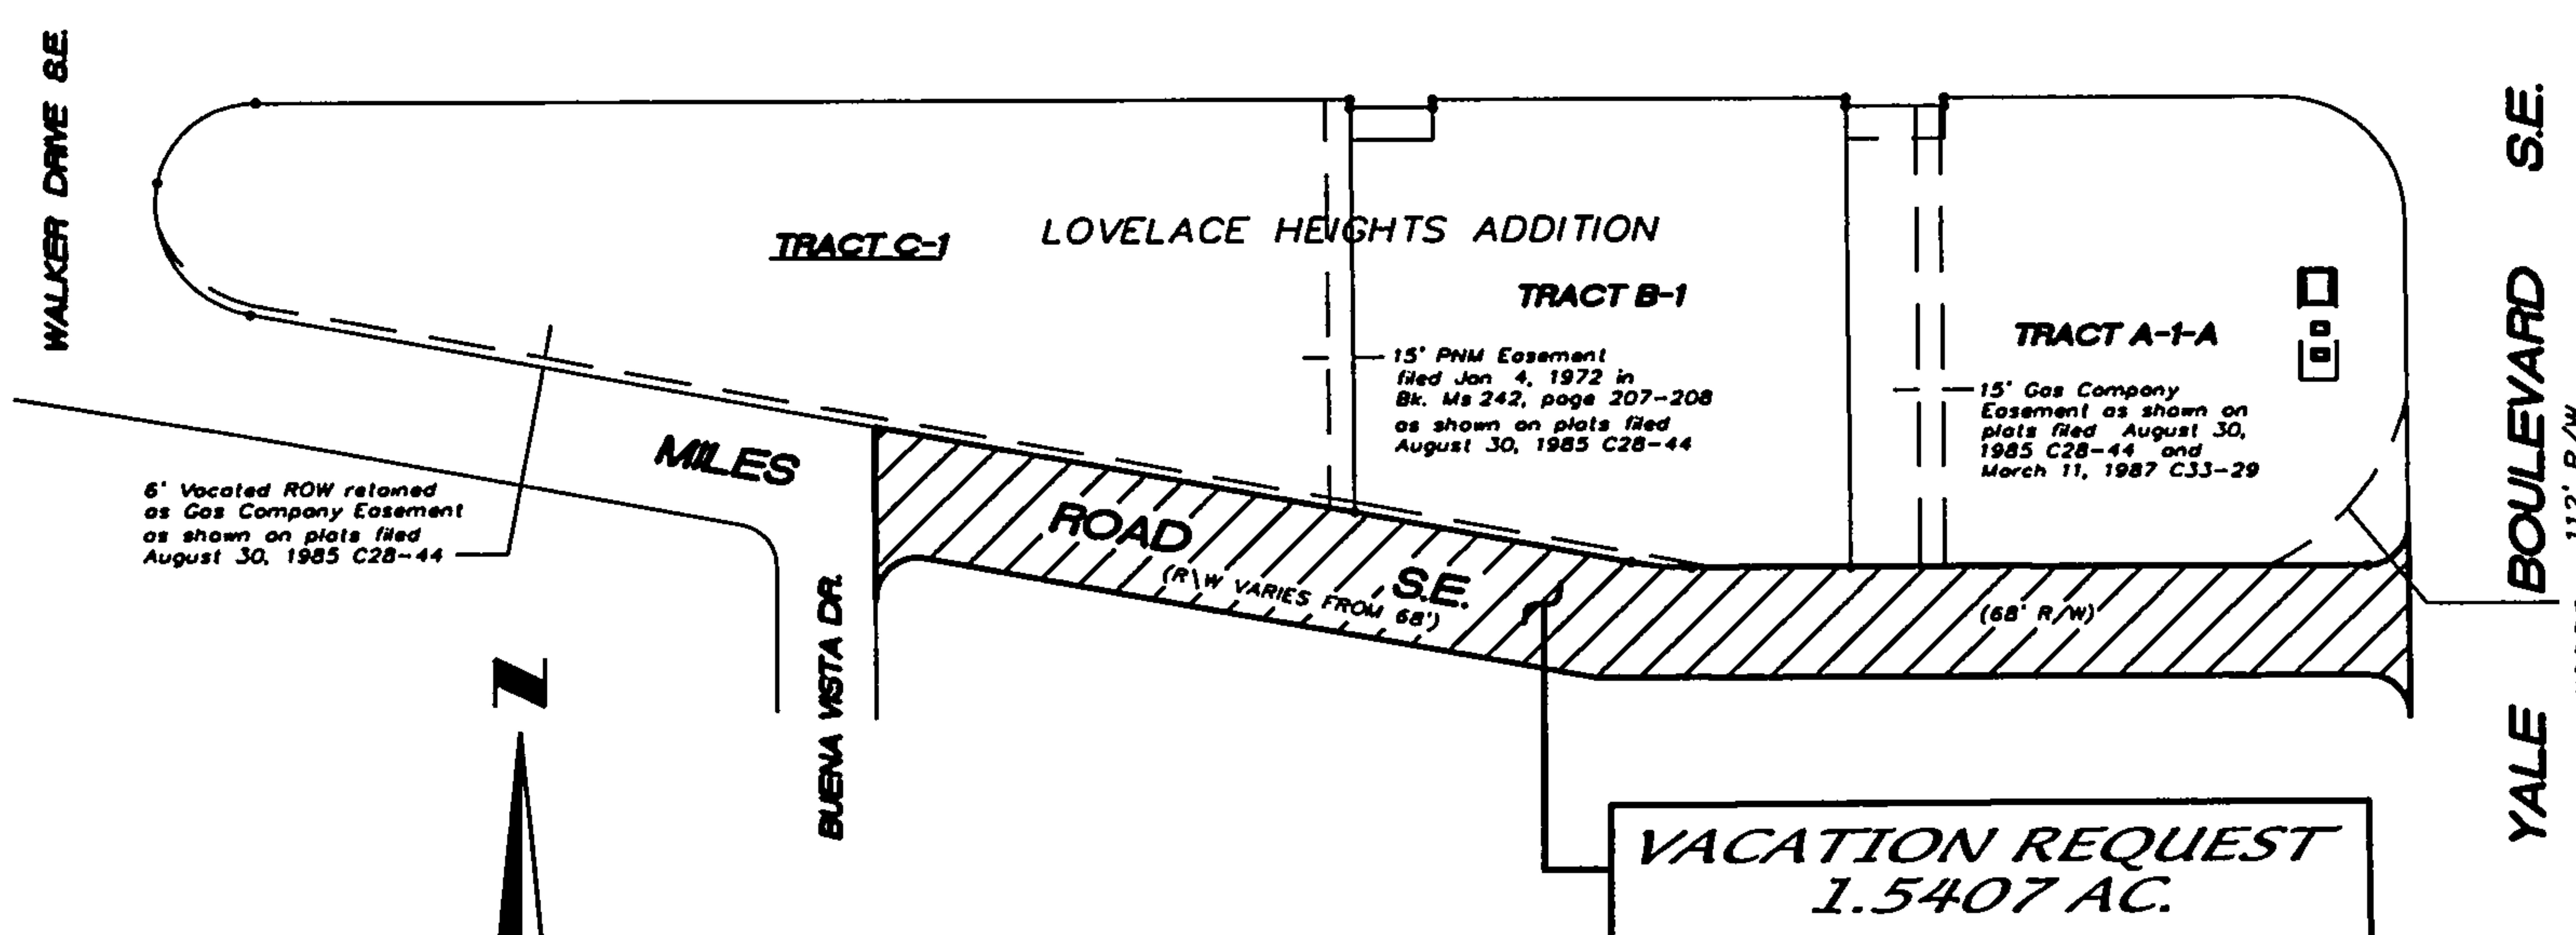 WALKER DRIVE S.E.
TRACT C-1
LOVELACE HEIGHTS ADDITION
TRACT B-1
15' PNM Easement
filed Jan 4, 1972 in
Bk. Ms 242, page 207-208
as shown on plats filed
August 30, 1985 C28-44
TRACT A-1-A
15' Gas Company
Easement as shown on
plats filed August 30,
1985 C28-44 and
March 11, 1987 C33-29
6' Vacated ROW retained
as Gas Company Easement
as shown on plats filed
August 30, 1985 C28-44
MILES ROAD S.E.
(R\W VARIES FROM 68')
(68' R/W)
BUENA VISTA DR.
YALE BOULEVARD S.E.
112' R/W
N
VACATION REQUEST
1.5407 AC.